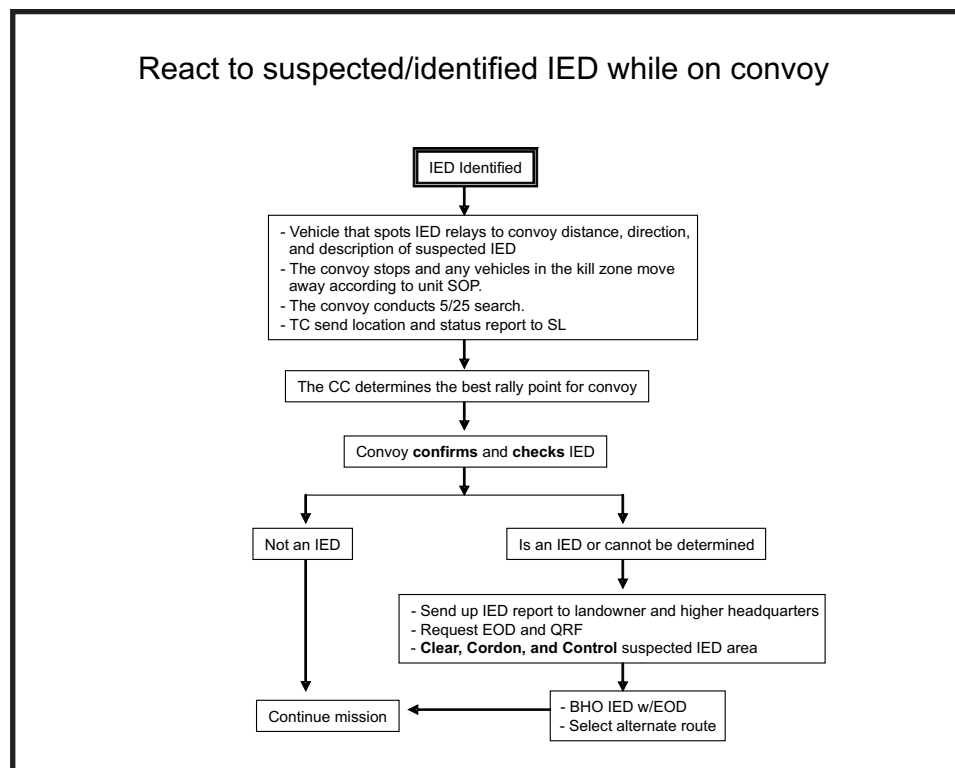 React to suspected/identified IED while on convoy
IED Identified
- Vehicle that spots IED relays to convoy distance, direction,
and description of suspected IED
- The convoy stops and any vehicles in the kill zone move
away according to unit SOP.
- The convoy conducts 5/25 search.
- TC send location and status report to SL
The CC determines the best rally point for convoy
Convoy confirms and checks IED
Not an IED
Is an IED or cannot be determined
- Send up IED report to landowner and higher headquarters
- Request EOD and QRF
- Clear, Cordon, and Control suspected IED area
Continue mission
- BHO IED w/EOD
- Select alternate route